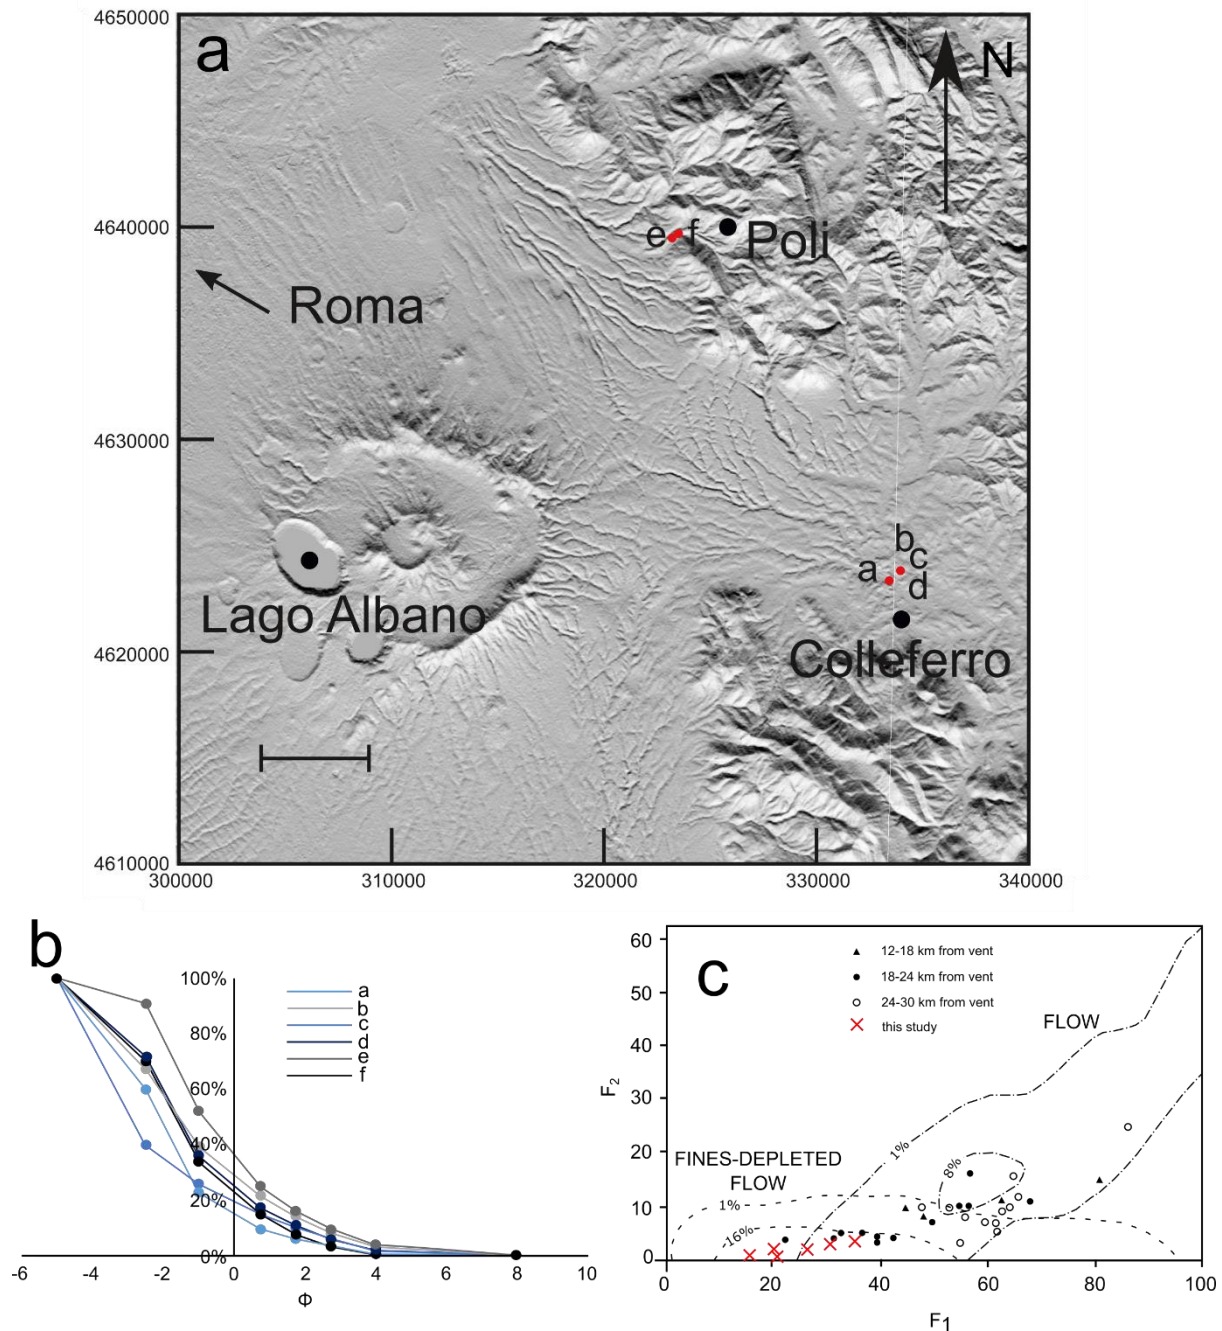 4650000
a
N
4640000
e
f
Poli
Roma
4630000
b
a
c
d
Lago Albano
4620000
Colleferro
4610000
300000
310000
320000
330000
340000
b
100%
80%
60%
40%
20%
0%
a
b
c
d
e
f
-6
-4
-2
0
2
4
6
8
10
Φ
c
60
50
40
30
20
10
0
F2
12-18 km from vent
18-24 km from vent
24-30 km from vent
this study
FLOW
FINES-DEPLETED
FLOW
1%
8%
1%
16%
0
20
40
60
80
100
F1